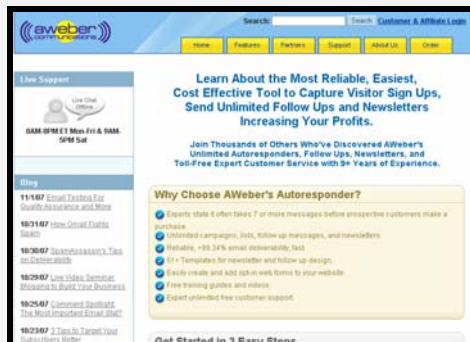 Search:
Search
Customer & Affiliate Login
aweber
communications
Home
Features
Partners
Support
About Us
Order
Live Support
Live Chat
Offline
8AM-8PM ET Mon-Fri & 9AM-
5PM Sat
Blog
11/1/07 Email Testing For
Quality Assurance and More
10/31/07 How Gmail Fights
Spam
10/30/07 SpamAssassin's Tips
on Deliverability
10/29/07 Live Video Seminar:
Blogging to Build Your Business
10/25/07 Comment Spotlight:
The Most Important Email Stat?
10/23/07 3 Tips to Target Your
Subscribers Better
Learn About the Most Reliable, Easiest,
Cost Effective Tool to Capture Visitor Sign Ups,
Send Unlimited Follow Ups and Newsletters
Increasing Your Profits.
Join Thousands of Others Who've Discovered AWeber's
Unlimited Autoresponders, Follow Ups, Newsletters, and
Toll-Free Expert Customer Service with 9+ Years of Experience.
Why Choose AWeber's Autoresponder?
Experts state it often takes 7 or more messages before prospective customers make a
purchase.
Unlimited campaigns, lists, follow up messages, and newsletters.
Reliable, +99.34% email deliverability, fast.
51+ Templates for newsletter and follow up design.
Easily create and add opt-in web forms to your website.
Free training guides and videos.
Expert unlimited free customer support.
Get Started in 3 Easy Steps